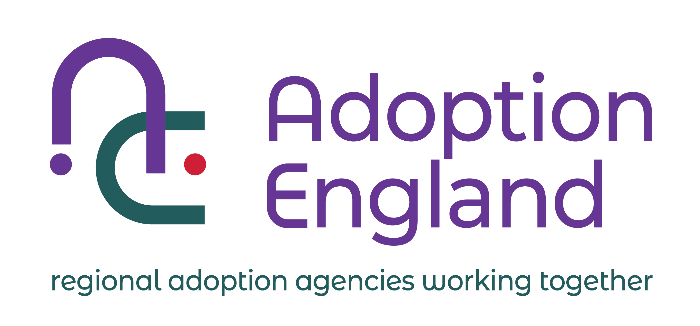 Adoption
England
regional adoption agencies working together